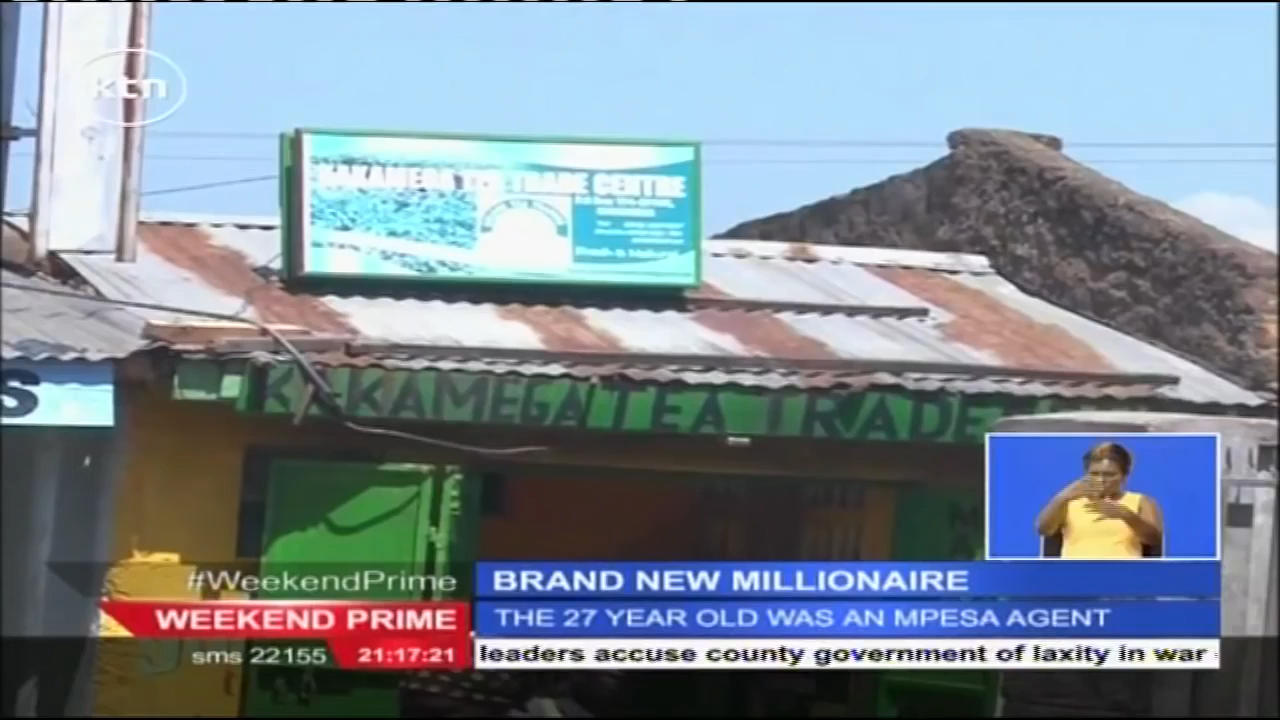 ktn
KAKAMEGA TEA TRADE CENTRE
S
KAKAMEGA TEA TRADE
#WeekendPrime
BRAND NEW MILLIONAIRE
WEEKEND PRIME
THE 27 YEAR OLD WAS AN MPESA AGENT
sms 22155
21:17:21
leaders accuse county government of laxity in war